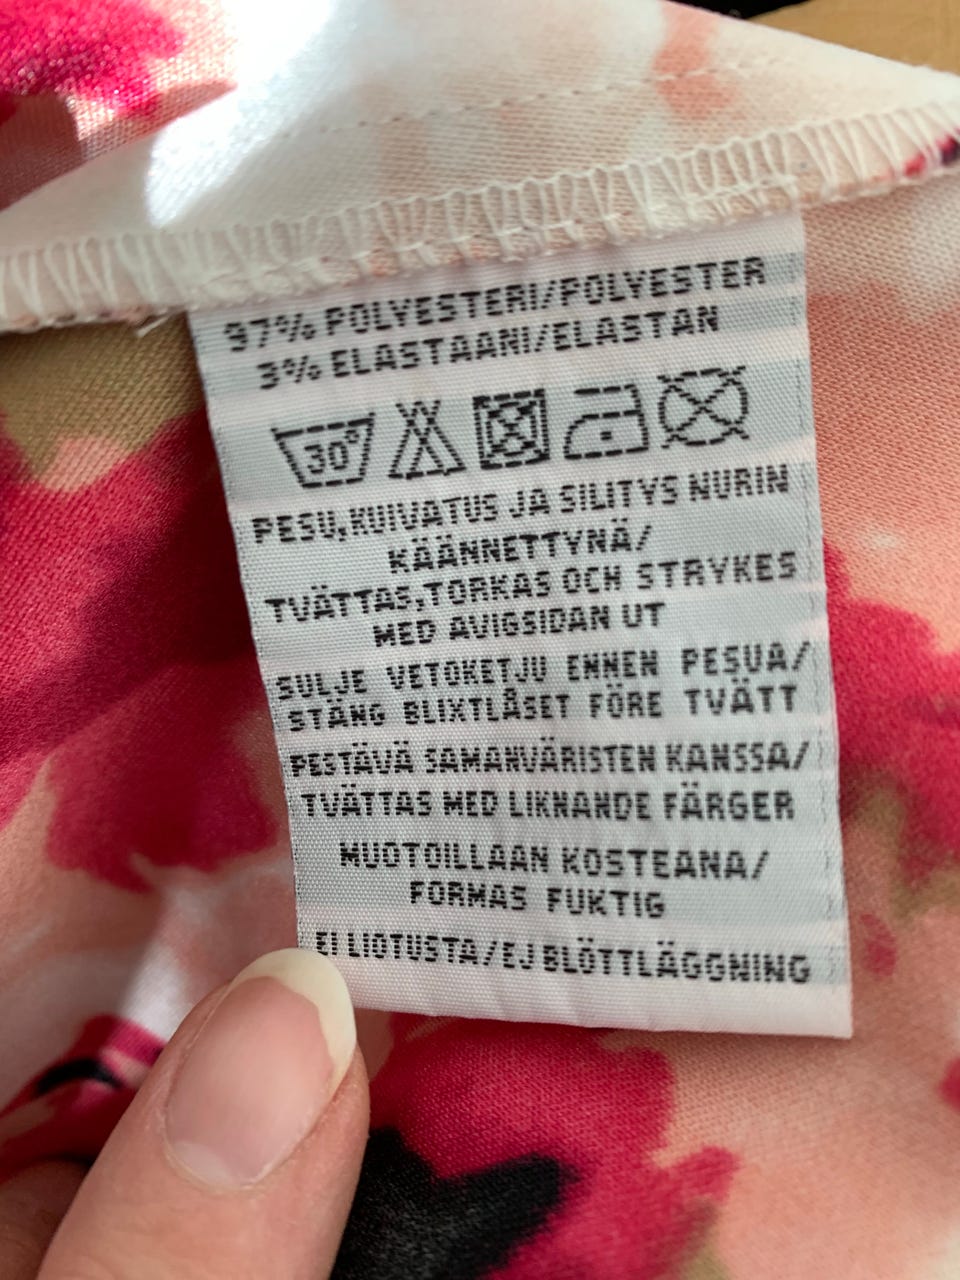 97% POLYESTERI/POLYESTER
3% ELASTAANI/ELASTAN
30°
PESU,KUIVATUS JA SILITYS NURIN
KÄÄNNETTYNÄ/
TVÄTTAS,TORKAS OCH STRYKES
MED AVIGSIDAN UT
SULJE VETOKETJU ENNEN PESUA/
STÄNG BLIXTLÅSET FÖRE TVÄTT
PESTÄVÄ SAMANVÄRISTEN KANSSA/
TVÄTTAS MED LIKNANDE FÄRGER
MUOTOILLAAN KOSTEANA/
FORMAS FUKTIG
EI LIOTUSTA/EJ BLÖTTLÄGGNING